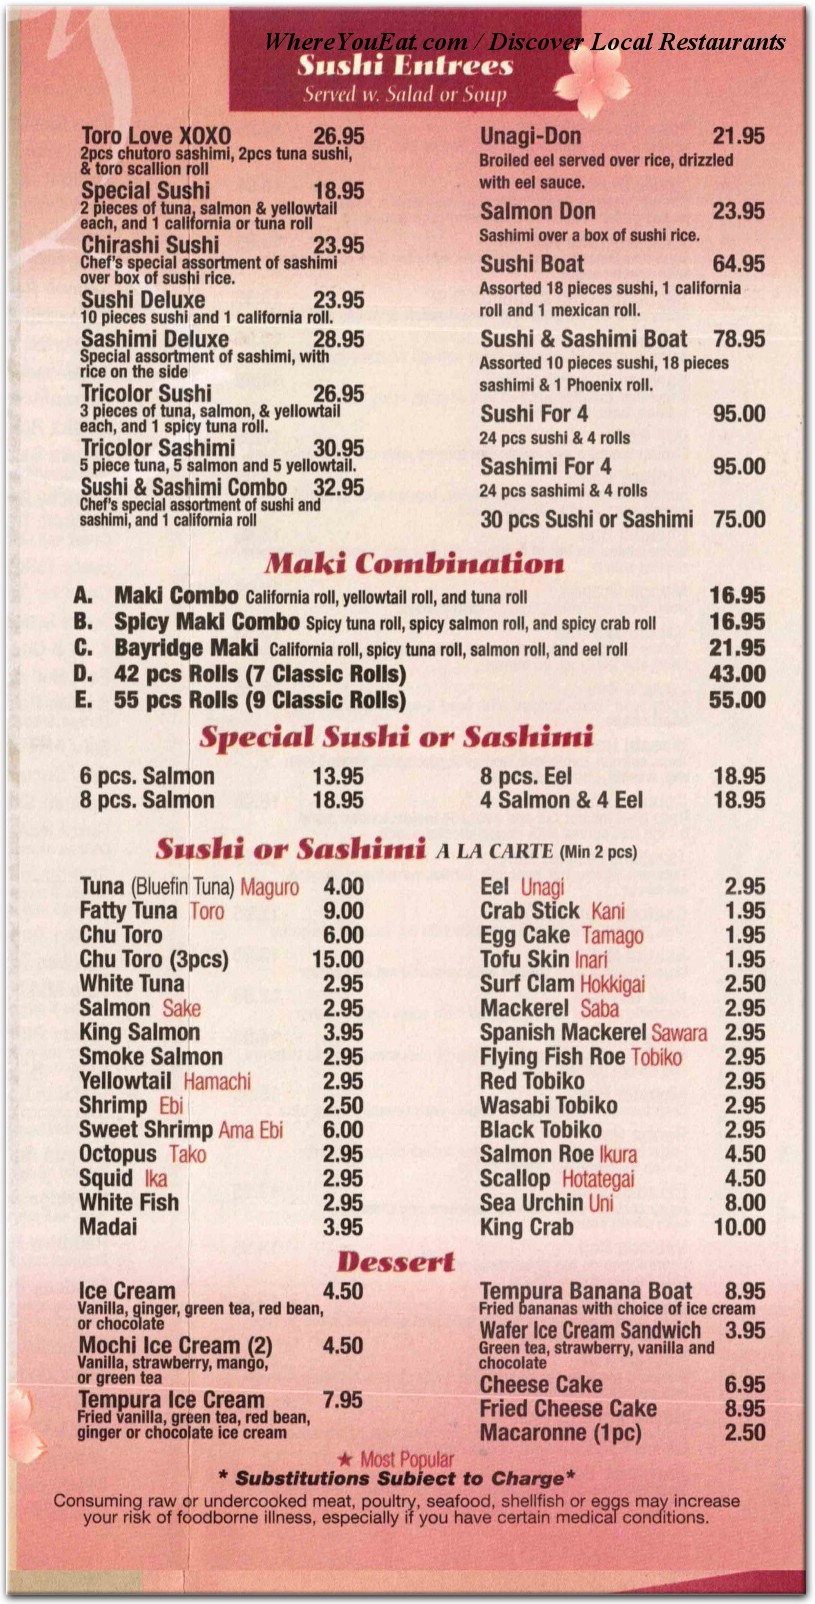 WhereYouEat.com / Discover Local Restaurants
Sushi Entrees
Served w. Salad or Soup
Toro Love XOXO 26.95
2pcs chutoro sashimi, 2pcs tuna sushi,
& toro scallion roll
Special Sushi 18.95
2 pieces of tuna, salmon & yellowtail
each, and 1 california or tuna roll
Chirashi Sushi 23.95
Chef's special assortment of sashimi
over box of sushi rice.
Sushi Deluxe 23.95
10 pieces sushi and 1 california roll.
Sashimi Deluxe 28.95
Special assortment of sashimi, with
rice on the side
Tricolor Sushi 26.95
3 pieces of tuna, salmon, & yellowtail
each, and 1 spicy tuna roll.
Tricolor Sashimi 30.95
5 piece tuna, 5 salmon and 5 yellowtail.
Sushi & Sashimi Combo 32.95
Chef's special assortment of sushi and
sashimi, and 1 california roll
Unagi-Don 21.95
Broiled eel served over rice, drizzled
with eel sauce.
Salmon Don 23.95
Sashimi over a box of sushi rice.
Sushi Boat 64.95
Assorted 18 pieces sushi, 1 california
roll and 1 mexican roll.
Sushi & Sashimi Boat 78.95
Assorted 10 pieces sushi, 18 pieces
sashimi & 1 Phoenix roll.
Sushi For 4 95.00
24 pcs sushi & 4 rolls
Sashimi For 4 95.00
24 pcs sashimi & 4 rolls
30 pcs Sushi or Sashimi 75.00
Maki Combination
A. Maki Combo California roll, yellowtail roll, and tuna roll 16.95
B. Spicy Maki Combo Spicy tuna roll, spicy salmon roll, and spicy crab roll 16.95
C. Bayridge Maki California roll, spicy tuna roll, salmon roll, and eel roll 21.95
D. 42 pcs Rolls (7 Classic Rolls) 43.00
E. 55 pcs Rolls (9 Classic Rolls) 55.00
Special Sushi or Sashimi
6 pcs. Salmon 13.95
8 pcs. Salmon 18.95
8 pcs. Eel 18.95
4 Salmon & 4 Eel 18.95
Sushi or Sashimi A LA CARTE (Min 2 pcs)
Tuna (Bluefin Tuna) Maguro 4.00
Fatty Tuna Toro 9.00
Chu Toro 6.00
Chu Toro (3pcs) 15.00
White Tuna 2.95
Salmon Sake 2.95
King Salmon 3.95
Smoke Salmon 2.95
Yellowtail Hamachi 2.95
Shrimp Ebi 2.50
Sweet Shrimp Ama Ebi 6.00
Octopus Tako 2.95
Squid Ika 2.95
White Fish 2.95
Madai 3.95
Eel Unagi 2.95
Crab Stick Kani 1.95
Egg Cake Tamago 1.95
Tofu Skin Inari 1.95
Surf Clam Hokkigai 2.50
Mackerel Saba 2.95
Spanish Mackerel Sawara 2.95
Flying Fish Roe Tobiko 2.95
Red Tobiko 2.95
Wasabi Tobiko 2.95
Black Tobiko 2.95
Salmon Roe Ikura 4.50
Scallop Hotategai 4.50
Sea Urchin Uni 8.00
King Crab 10.00
Dessert
Ice Cream 4.50
Vanilla, ginger, green tea, red bean,
or chocolate
Mochi Ice Cream (2) 4.50
Vanilla, strawberry, mango,
or green tea
Tempura Ice Cream 7.95
Fried vanilla, green tea, red bean,
ginger or chocolate ice cream
Tempura Banana Boat 8.95
Fried bananas with choice of ice cream
Wafer Ice Cream Sandwich 3.95
Green tea, strawberry, vanilla and
chocolate
Cheese Cake 6.95
Fried Cheese Cake 8.95
Macaronne (1pc) 2.50
★ Most Popular
* Substitutions Subiect to Charge*
Consuming raw or undercooked meat, poultry, seafood, shellfish or eggs may increase
your risk of foodborne illness, especially if you have certain medical conditions.